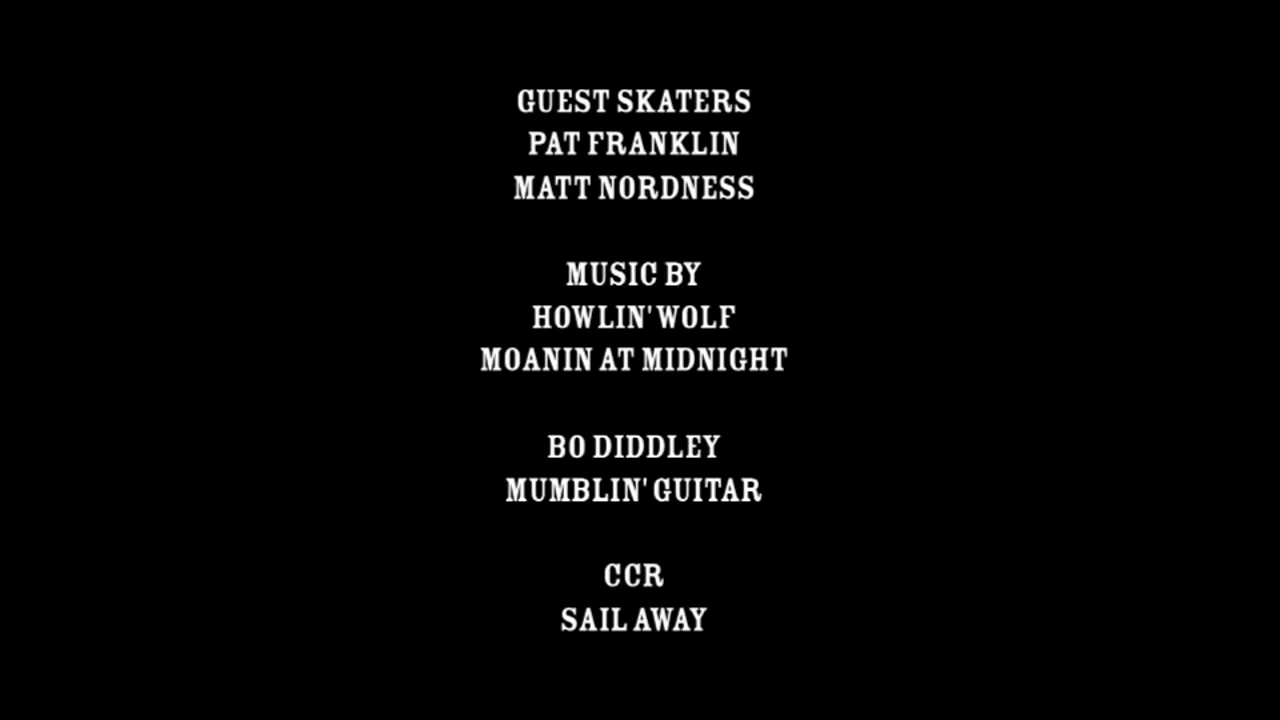 GUEST SKATERS
PAT FRANKLIN
MATT NORDNESS
MUSIC BY
HOWLIN' WOLF
MOANIN AT MIDNIGHT
BO DIDDLEY
MUMBLIN' GUITAR
CCR
SAIL AWAY